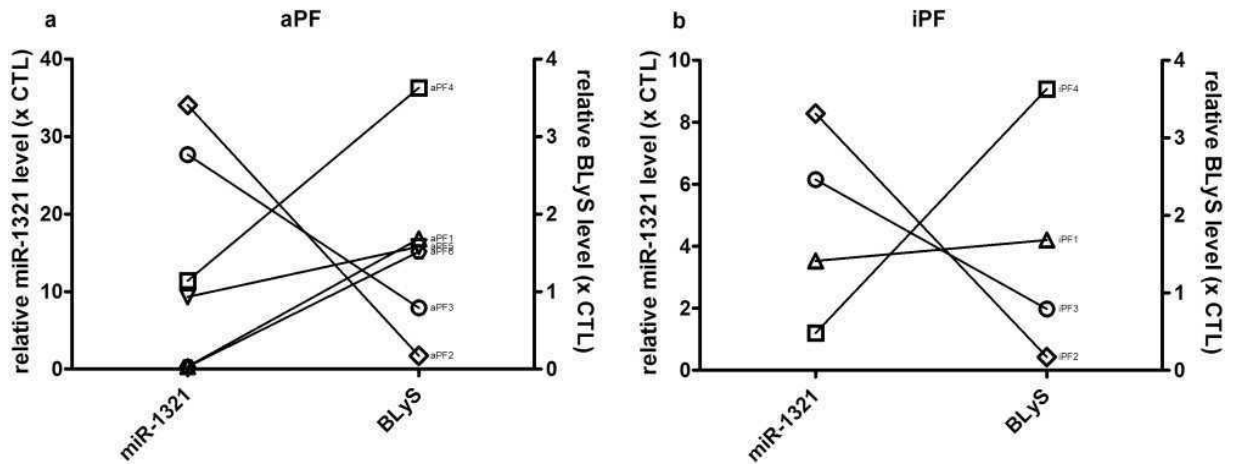 a
aPF
relative miR-1321 level (x CTL)
40
30
20
10
0
relative BLyS level (x CTL)
4
3
2
1
0
aPF4
aPF1
aPF6
aPF3
aPF2
miR-1321
BLyS
b
iPF
relative miR-1321 level (x CTL)
10
8
6
4
2
0
relative BLyS level (x CTL)
4
3
2
1
0
iPF4
iPF1
iPF3
iPF2
miR-1321
BLyS